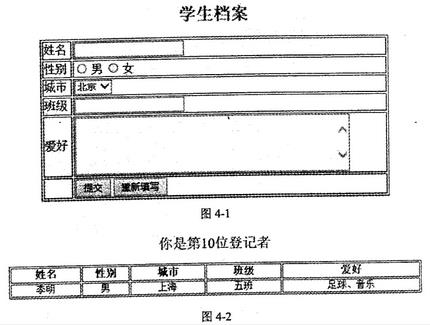 学生档案
姓名
性别 男 女
城市 北京
班级
爱好
提交 重新填写
图 4-1
你是第10位登记者
姓名 性别 城市 班级 爱好
李明 男 上海 五班 足球、音乐
图 4-2